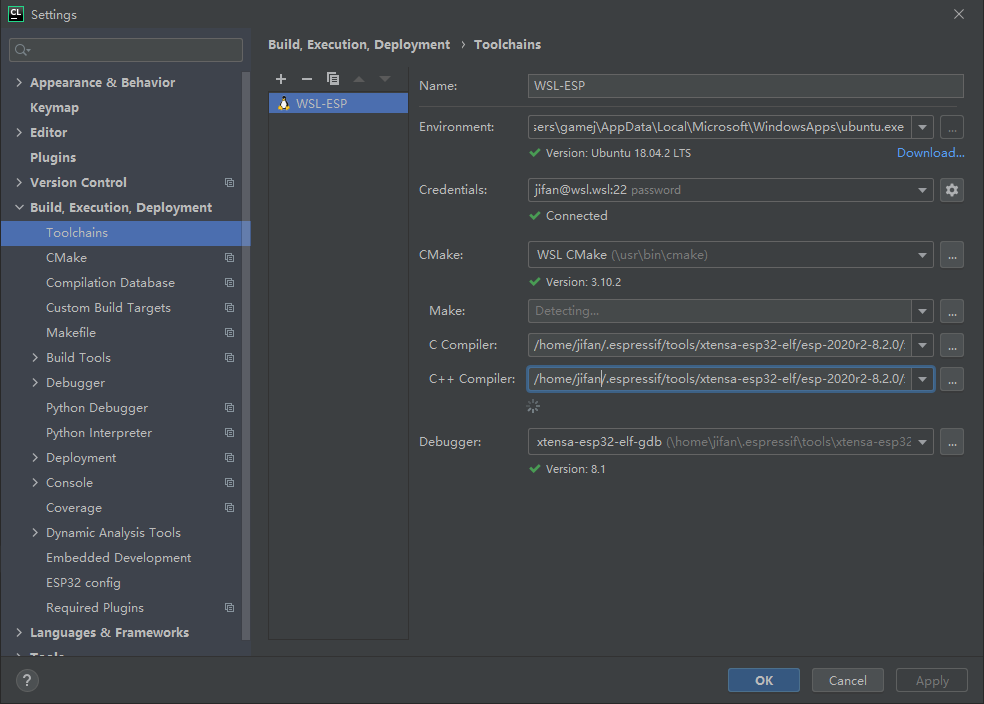 CL Settings
Build, Execution, Deployment › Toolchains
Appearance & Behavior
Keymap
Editor
Plugins
Version Control
Build, Execution, Deployment
Toolchains
CMake
Compilation Database
Custom Build Targets
Makefile
Build Tools
Debugger
Python Debugger
Python Interpreter
Deployment
Console
Coverage
Dynamic Analysis Tools
Embedded Development
ESP32 config
Required Plugins
Languages & Frameworks
Tools
WSL-ESP
Name: WSL-ESP
Environment: sers\gamej\AppData\Local\Microsoft\WindowsApps\ubuntu.exe ...
Version: Ubuntu 18.04.2 LTS Download...
Credentials: jifan@wsl.wsl:22 password
Connected
CMake: WSL CMake (\usr\bin\cmake) ...
Version: 3.10.2
Make: Detecting... ...
C Compiler: /home/jifan/.espressif/tools/xtensa-esp32-elf/esp-2020r2-8.2.0/ ...
C++ Compiler: /home/jifan/.espressif/tools/xtensa-esp32-elf/esp-2020r2-8.2.0/ ...
Debugger: xtensa-esp32-elf-gdb (\home\jifan\.espressif\tools\xtensa-esp32 ...
Version: 8.1
? OK Cancel Apply